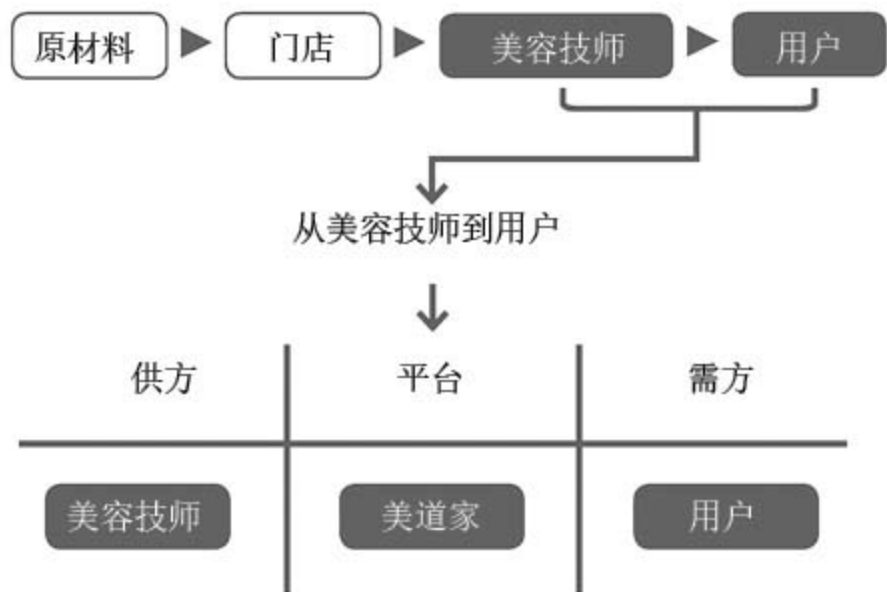 原材料 门店 美容技师 用户
从美容技师到用户
供方 平台 需方
美容技师 美道家 用户